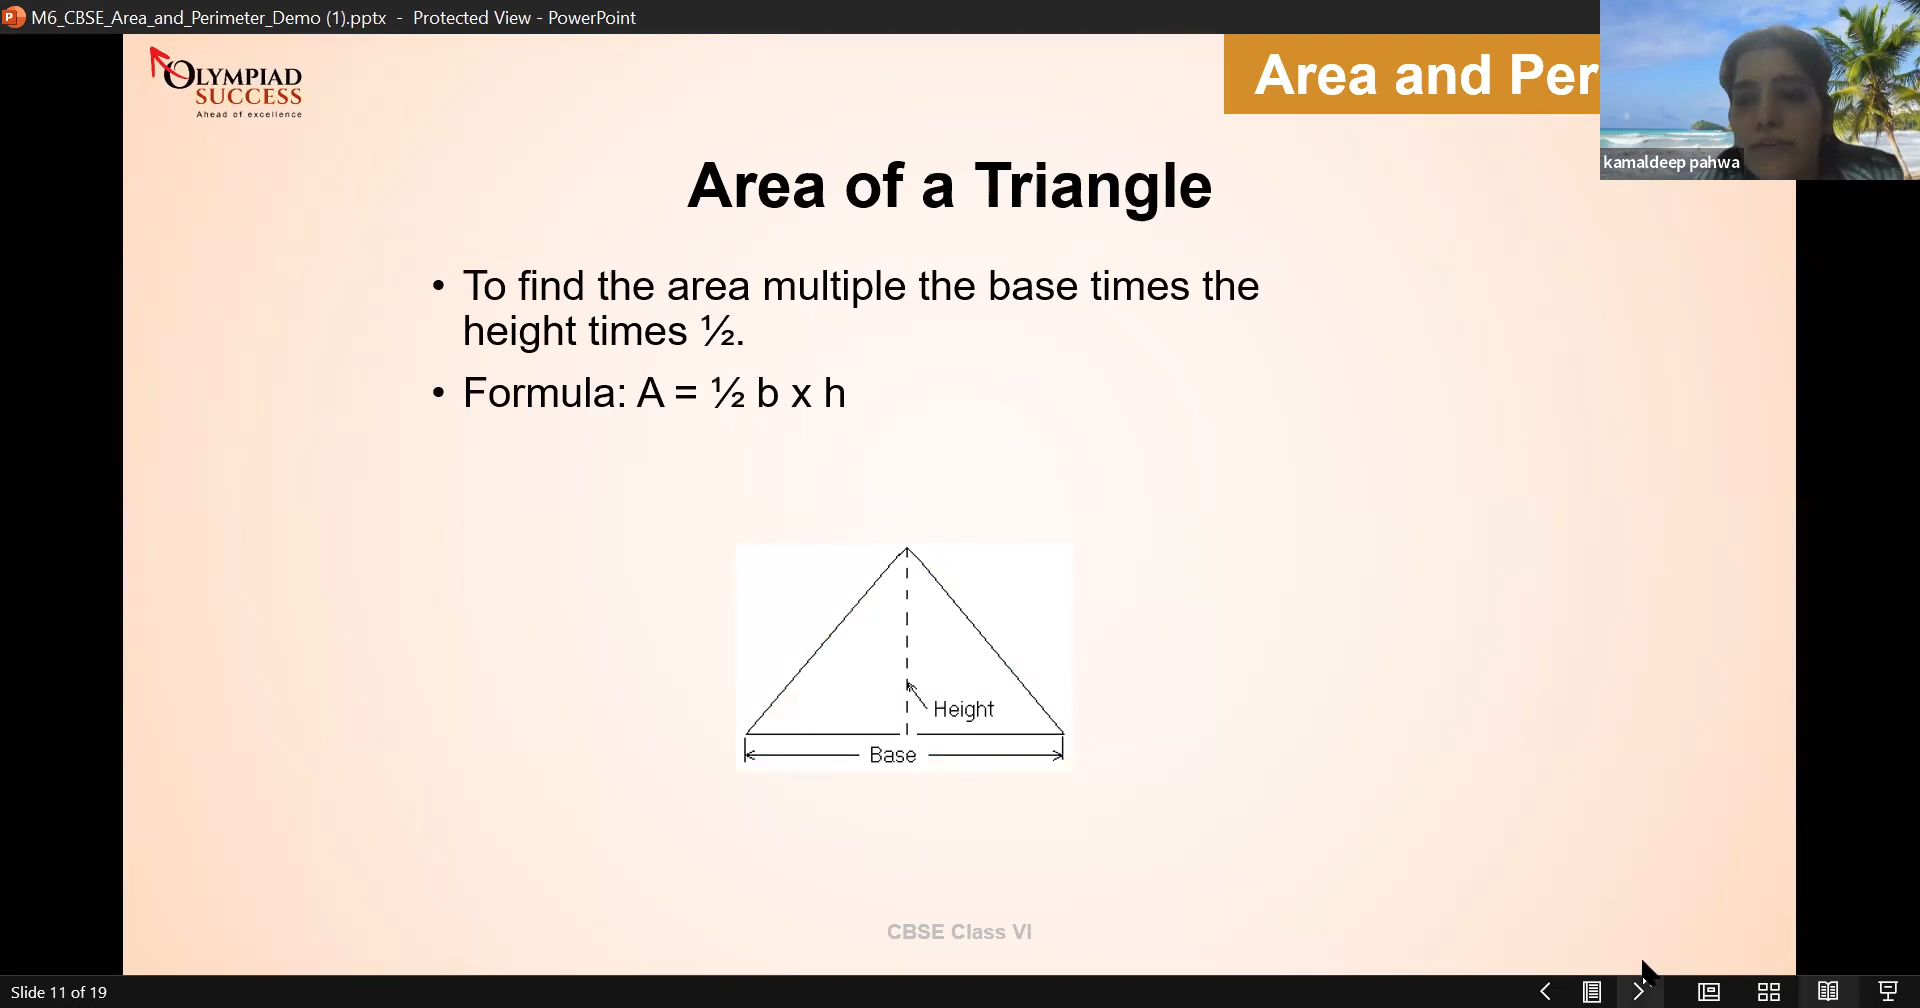 M6_CBSE_Area_and_Perimeter_Demo (1).pptx - Protected View - PowerPoint
OLYMPIAD
SUCCESS
Ahead of excellence
Area and Per
kamaldeep pahwa
Area of a Triangle
• To find the area multiple the base times the
height times ½.
• Formula: A = ½ b x h
Height
Base
CBSE Class VI
Slide 11 of 19